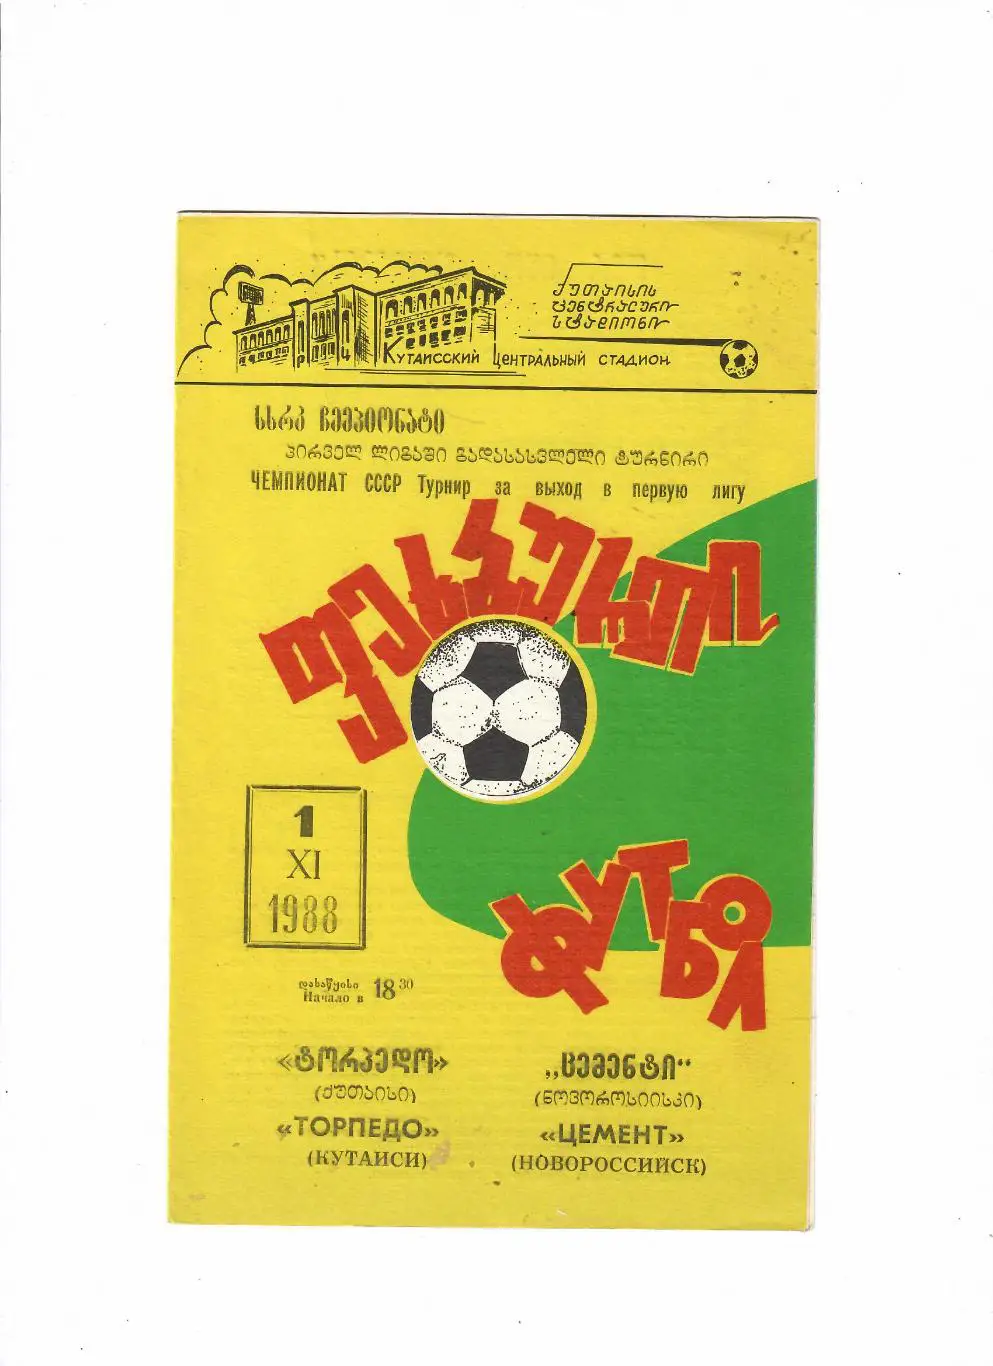 ქუთაისის
ცენტრალური
სტადიონი
Кутаисский Центральный стадион
სსრკ ჩემპიონატი
პირველ ლიგაში გადასასვლელი ტურნირი
ЧЕМПИОНАТ СССР Турнир за выход в первую лигу
ფეხბურთი
1
XI
1988
ФУТБОЛ
დასაწყისი
Начало в 18 30
«ტორპედო»
(ქუთაისი)
«ТОРПЕДО»
(КУТАИСИ)
„ცემენტი“
(ნოვოროსიისკი)
«ЦЕМЕНТ»
(НОВОРОССИЙСК)